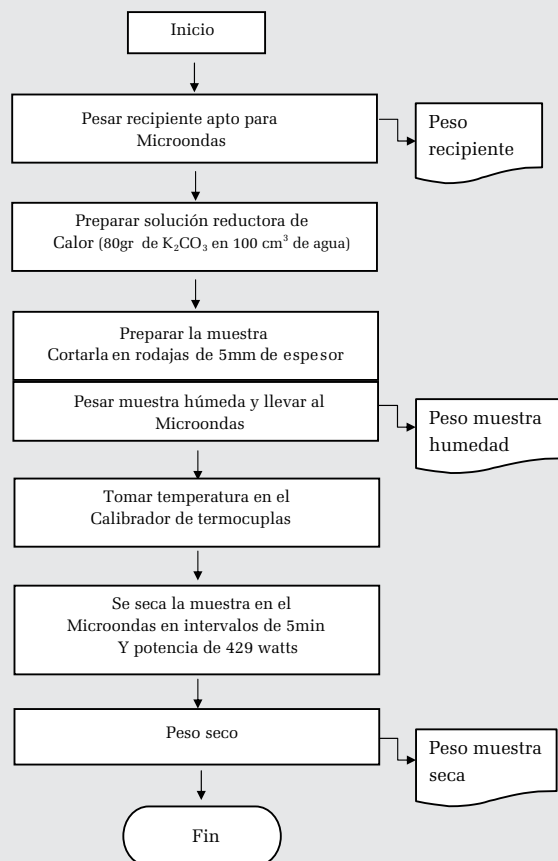 Inicio
Pesar recipiente apto para
Microondas
Peso
recipiente
Preparar solución reductora de
Calor (80gr de K₂CO₃ en 100 cm³ de agua)
Preparar la muestra
Cortarla en rodajas de 5mm de espesor
Pesar muestra húmeda y llevar al
Microondas
Peso muestra
humedad
Tomar temperatura en el
Calibrador de termocuplas
Se seca la muestra en el
Microondas en intervalos de 5min
Y potencia de 429 watts
Peso seco
Peso muestra
seca
Fin